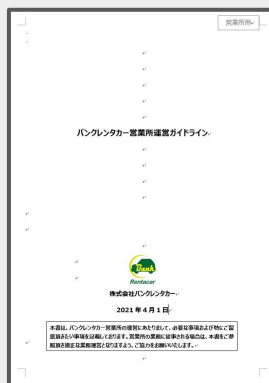 営業所用
バンクレンタカー営業所運営ガイドライン
Bank
Rentacar
株式会社バンクレンタカー
2021年4月1日
本書は、バンクレンタカー営業所の運営にあたりまして、必要な事項および特にご留
意頂きたい事項を記載しております。営業所の業務に従事される場合は、本書をご参
照頂き適正な業務運営となりますよう、ご協力をお願いいたします。